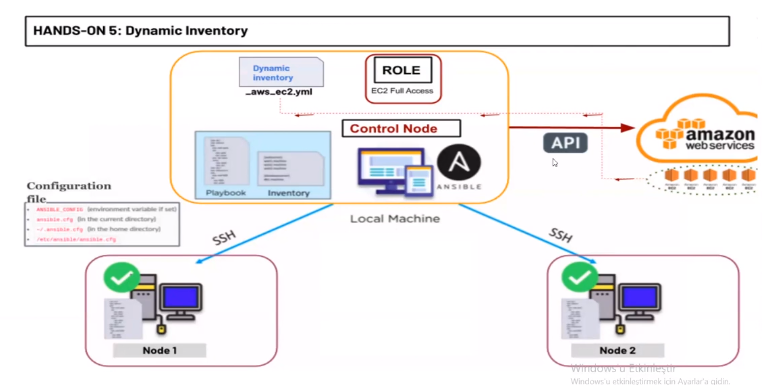 HANDS-ON 5: Dynamic Inventory
Dynamic
inventory
_aws_ec2.yml
ROLE
EC2 Full Access
Control Node
API
amazon
web services
Playbook
Inventory
ANSIBLE
Local Machine
Configuration
file
ANSIBLE_CONFIG (environment variable if set)
ansible.cfg (in the current directory)
~/.ansible.cfg (in the home directory)
/etc/ansible/ansible.cfg
SSH
SSH
Node 1
Node 2
Windows'u Etkinleştir
Windows'u etkinleştirmek için Ayarlar'a gidin.